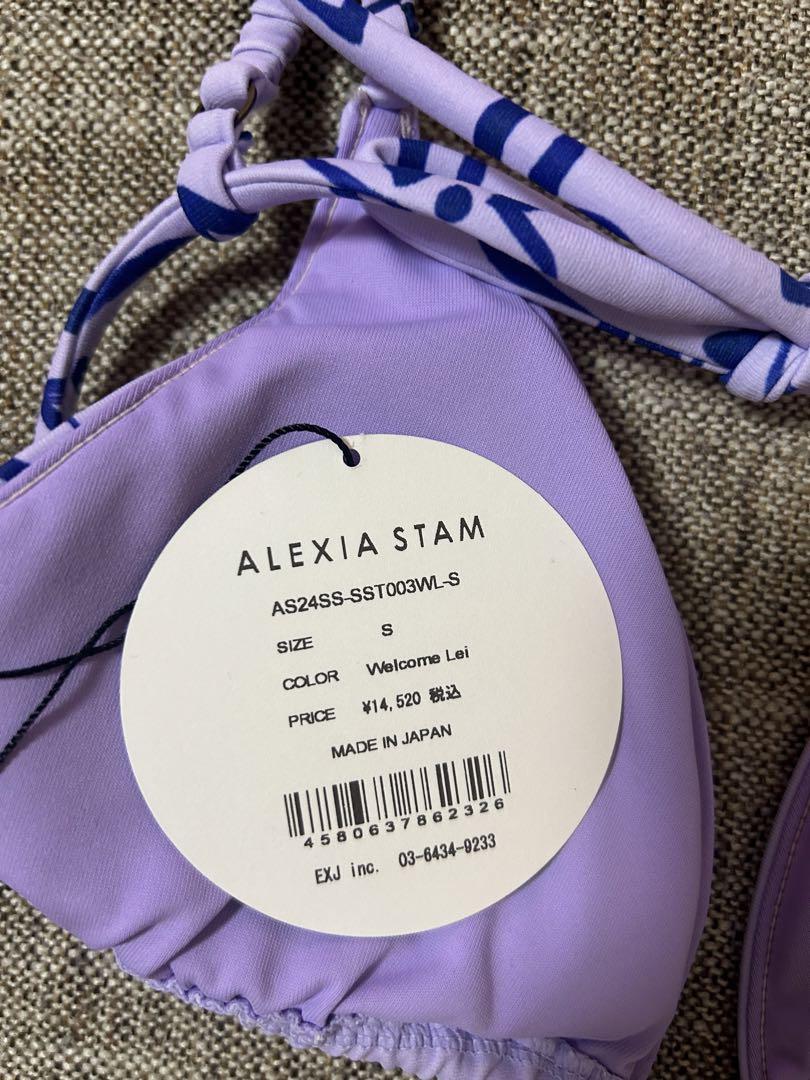 ALEXIA STAM
AS24SS-SST003WL-S
SIZE S
COLOR Welcome Lei
PRICE ¥14,520 税込
MADE IN JAPAN
4580637862326
EXJ inc. 03-6434-9233